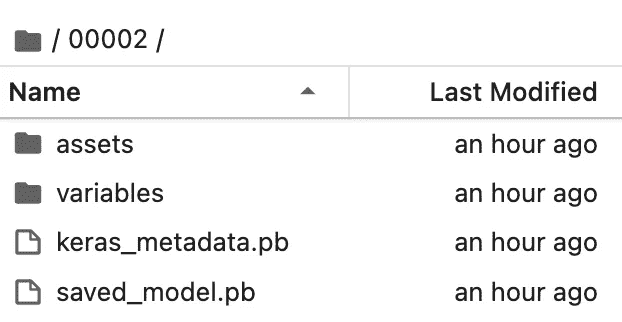 / 00002 /
Name Last Modified
assets an hour ago
variables an hour ago
keras_metadata.pb an hour ago
saved_model.pb an hour ago